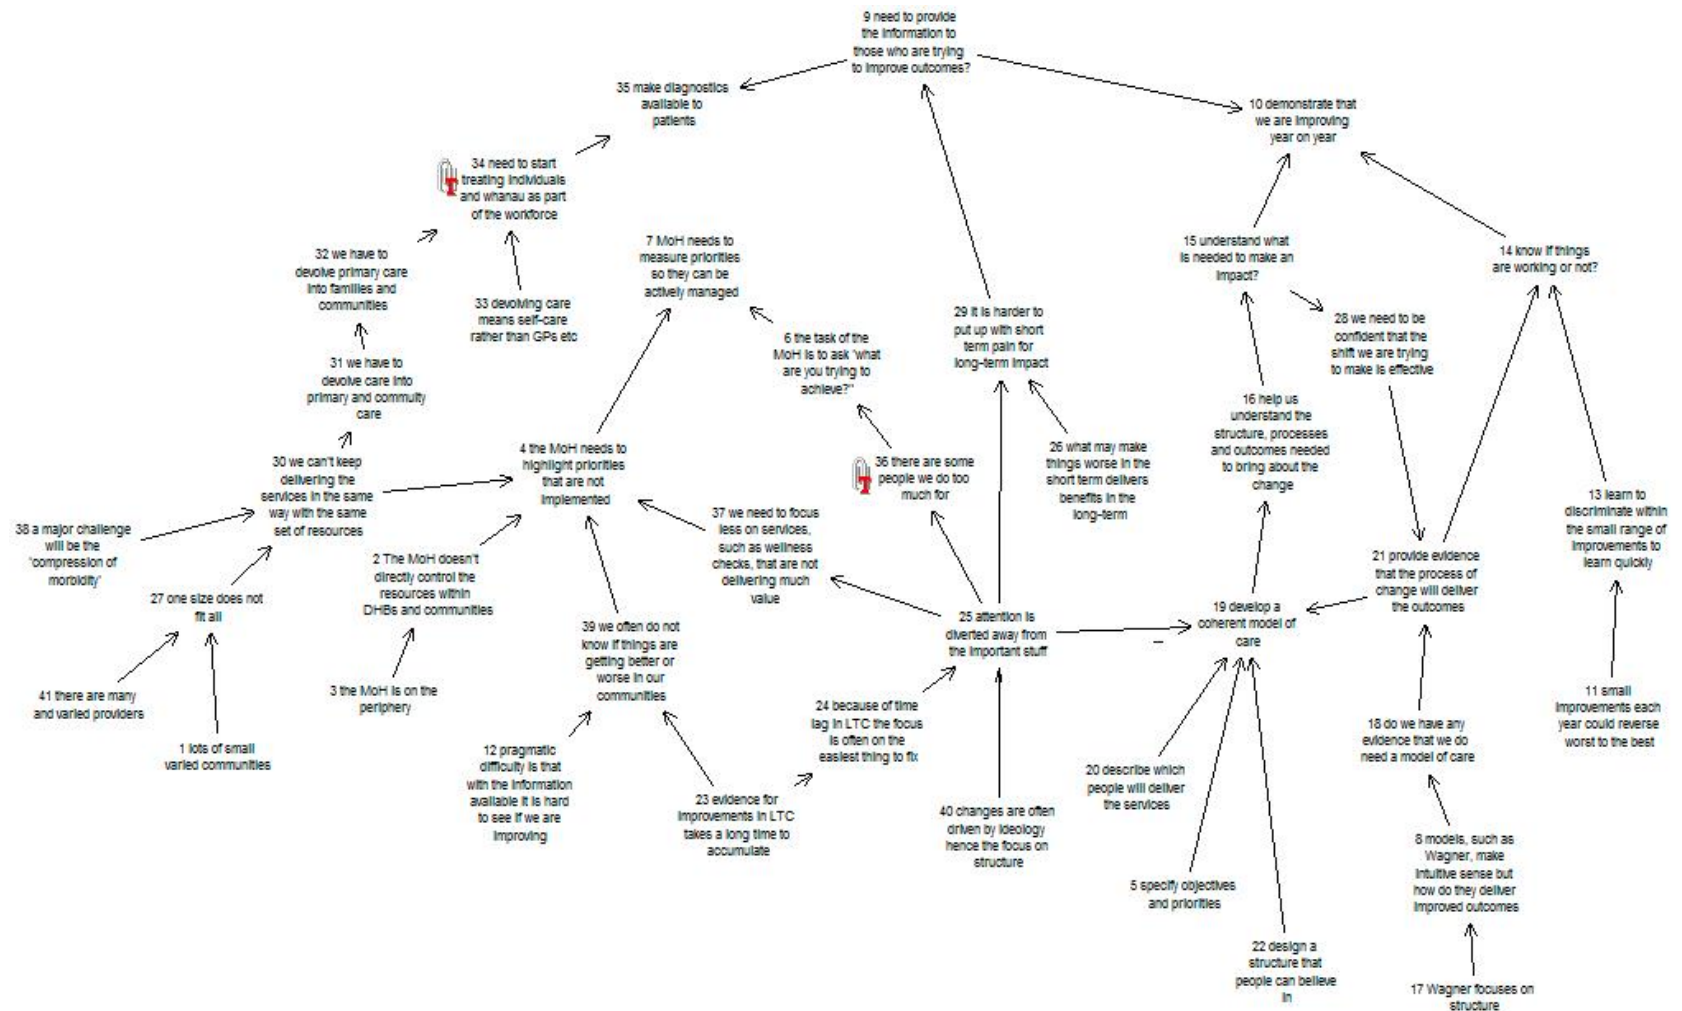 9 need to provide
the information to
those who are trying
to improve outcomes?
35 make diagnostics
available to
patients
10 demonstrate that
we are improving
year on year
34 need to start
treating individuals
and whanau as part
of the workforce
7 MoH needs to
measure priorities
so they can be
actively managed
32 we have to
devolve primary care
into families and
communities
33 devolving care
means self-care
rather than GPs etc
15 understand what
is needed to make an
impact?
14 know if things
are working or not?
29 it is harder to
put up with short
term pain for
long-term impact
28 we need to be
confident that the
shift we are trying
to make is effective
6 the task of the
MoH is to ask 'what
are you trying to
achieve?"
31 we have to
devolve care into
primary and commuity
care
16 help us
understand the
structure, processes
and outcomes needed
to bring about the
change
30 we can't keep
delivering the
services in the same
way with the same
set of resources
4 the MoH needs to
highlight priorities
that are not
implemented
36 there are some
people we do too
much for
26 what may make
things worse in the
short term delivers
benefits in the
long-term
13 learn to
discriminate within
the small range of
improvements to
learn quickly
38 a major challenge
will be the
'compression of
morbidity'
37 we need to focus
less on services,
such as wellness
checks, that are not
delivering much
value
2 The MoH doesn't
directly control the
resources within
DHBs and communities
21 provide evidence
that the process of
change will deliver
the outcomes
27 one size does not
fit all
39 we often do not
know if things are
getting better or
worse in our
communities
25 attention is
diverted away from
the important stuff
19 develop a
coherent model of
care
41 there are many
and varied providers
3 the MoH is on the
periphery
24 because of time
lag in LTC the focus
is often on the
easiest thing to fix
11 small
improvements each
year could reverse
worst to the best
18 do we have any
evidence that we do
need a model of care
1 lots of small
varied communities
12 pragmatic
difficulty is that
with the information
available it is hard
to see if we are
improving
23 evidence for
improvements in LTC
takes a long time to
accumulate
40 changes are often
driven by ideology
hence the focus on
structure
20 describe which
people will deliver
the services
8 models, such as
Wagner, make
intuitive sense but
how do they deliver
improved outcomes
5 specify objectives
and priorities
22 design a
structure that
people can believe
in
17 Wagner focuses on
structure